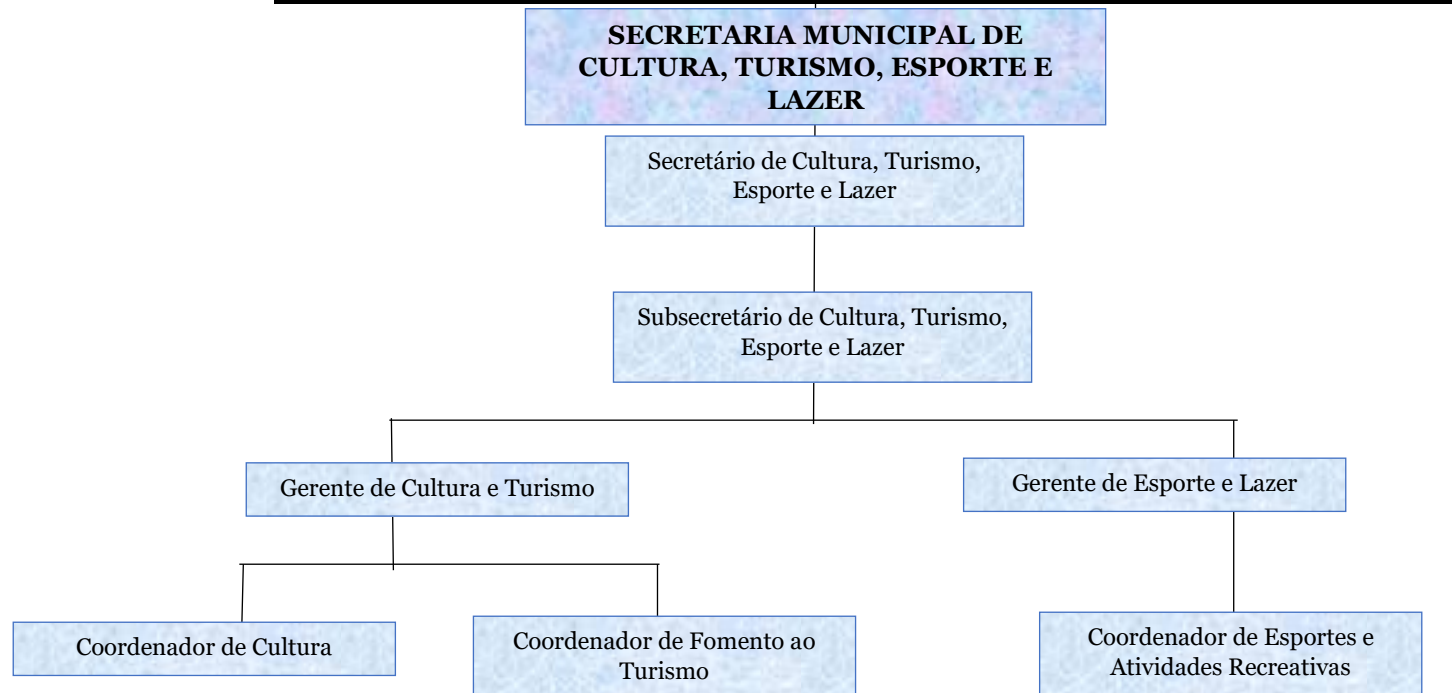 SECRETARIA MUNICIPAL DE
CULTURA, TURISMO, ESPORTE E
LAZER
Secretário de Cultura, Turismo,
Esporte e Lazer
Subsecretário de Cultura, Turismo,
Esporte e Lazer
Gerente de Cultura e Turismo
Gerente de Esporte e Lazer
Coordenador de Cultura
Coordenador de Fomento ao
Turismo
Coordenador de Esportes e
Atividades Recreativas